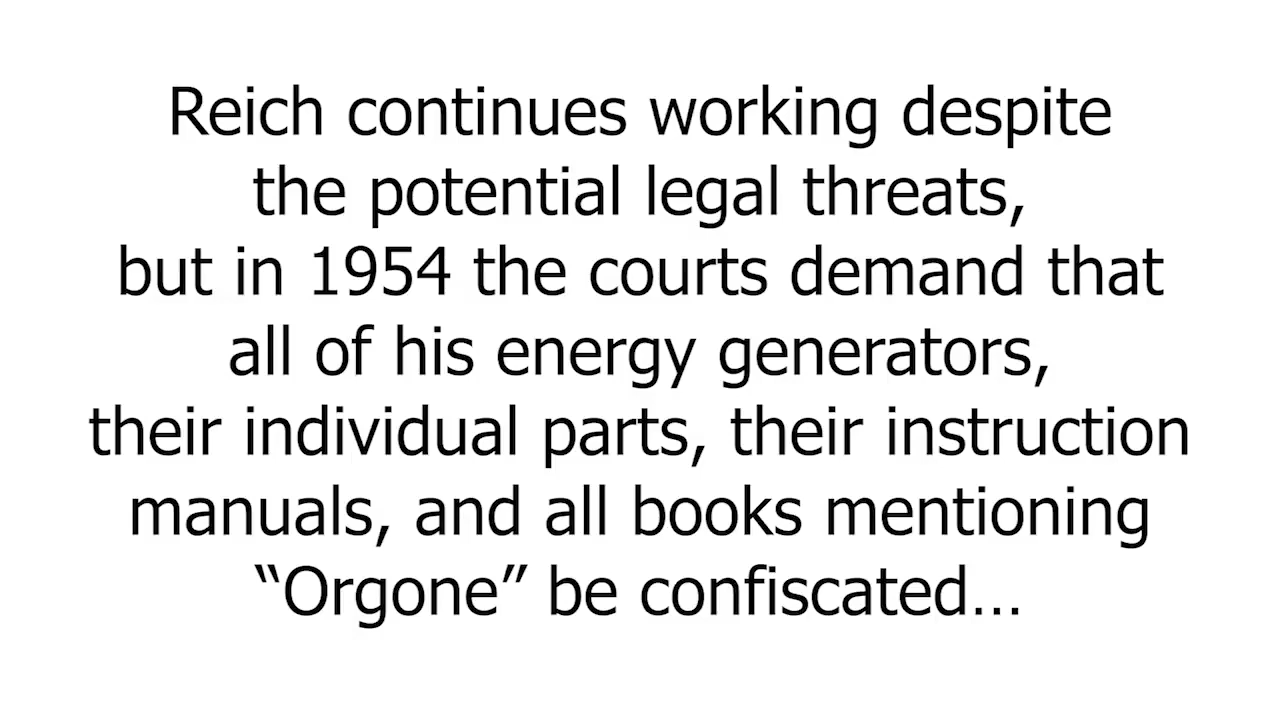 Reich continues working despite
the potential legal threats,
but in 1954 the courts demand that
all of his energy generators,
their individual parts, their instruction
manuals, and all books mentioning
“Orgone” be confiscated…